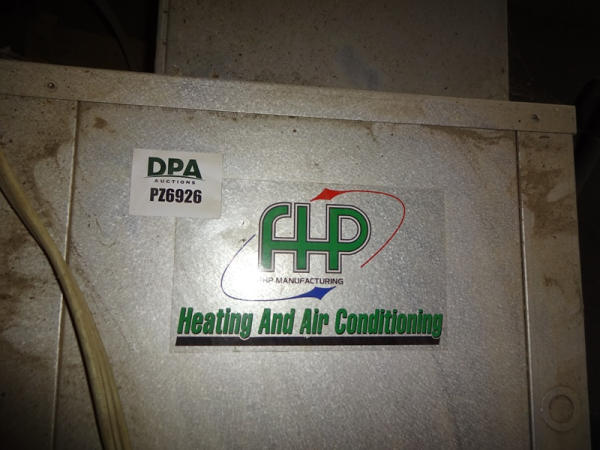 DPA
AUCTIONS
PZ6926
FHP
FHP MANUFACTURING
Heating And Air Conditioning